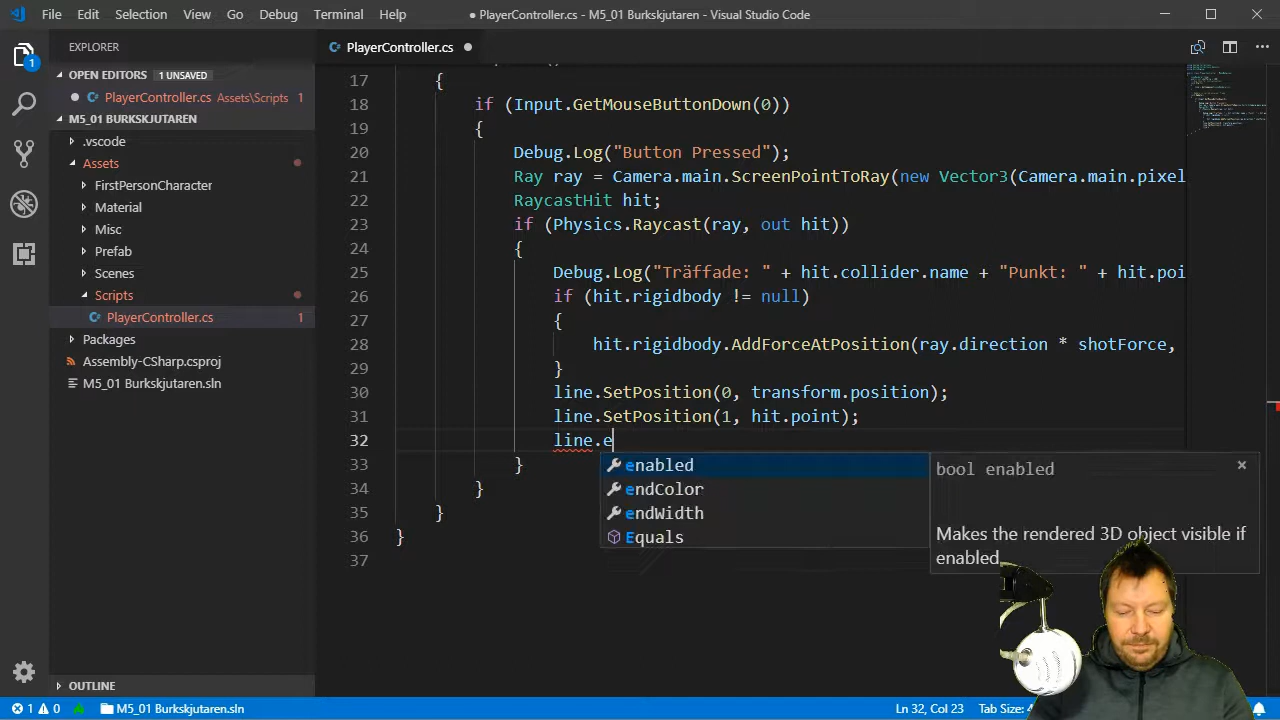 File Edit Selection View Go Debug Terminal Help
● PlayerController.cs - M5_01 Burkskjutaren - Visual Studio Code
EXPLORER
OPEN EDITORS 1 UNSAVED
PlayerController.cs Assets\Scripts 1
M5_01 BURKSKJUTAREN
.vscode
Assets
FirstPersonCharacter
Material
Misc
Prefab
Scenes
Scripts
PlayerController.cs 1
Packages
Assembly-CSharp.csproj
M5_01 Burkskjutaren.sln
OUTLINE
1
PlayerController.cs
17 {
18 if (Input.GetMouseButtonDown(0))
19 {
20 Debug.Log("Button Pressed");
21 Ray ray = Camera.main.ScreenPointToRay(new Vector3(Camera.main.pixel
22 RaycastHit hit;
23 if (Physics.Raycast(ray, out hit))
24 {
25 Debug.Log("Träffade: " + hit.collider.name + "Punkt: " + hit.poi
26 if (hit.rigidbody != null)
27 {
28 hit.rigidbody.AddForceAtPosition(ray.direction * shotForce,
29 }
30 line.SetPosition(0, transform.position);
31 line.SetPosition(1, hit.point);
32 line.e
33 }
34 }
35 }
36 }
37
enabled
endColor
endWidth
Equals
bool enabled
Makes the rendered 3D object visible if
enabled.
1 0 M5_01 Burkskjutaren.sln
Ln 32, Col 23 Tab Size: 4